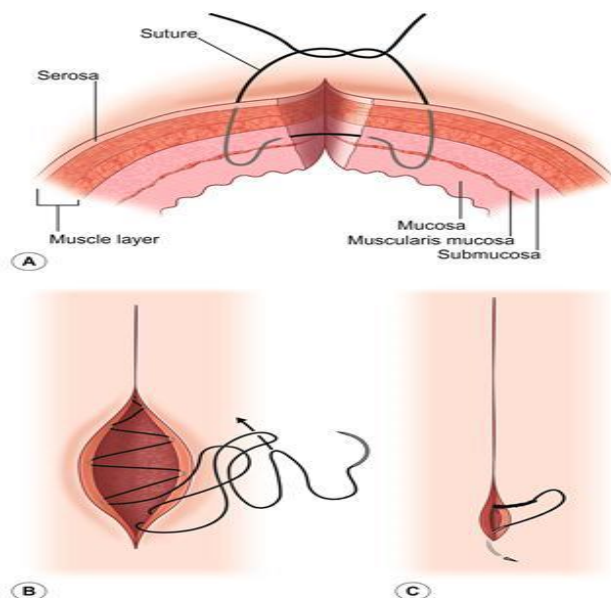 Suture
Serosa
Mucosa
Muscularis mucosa
Submucosa
Muscle layer
A
B
C